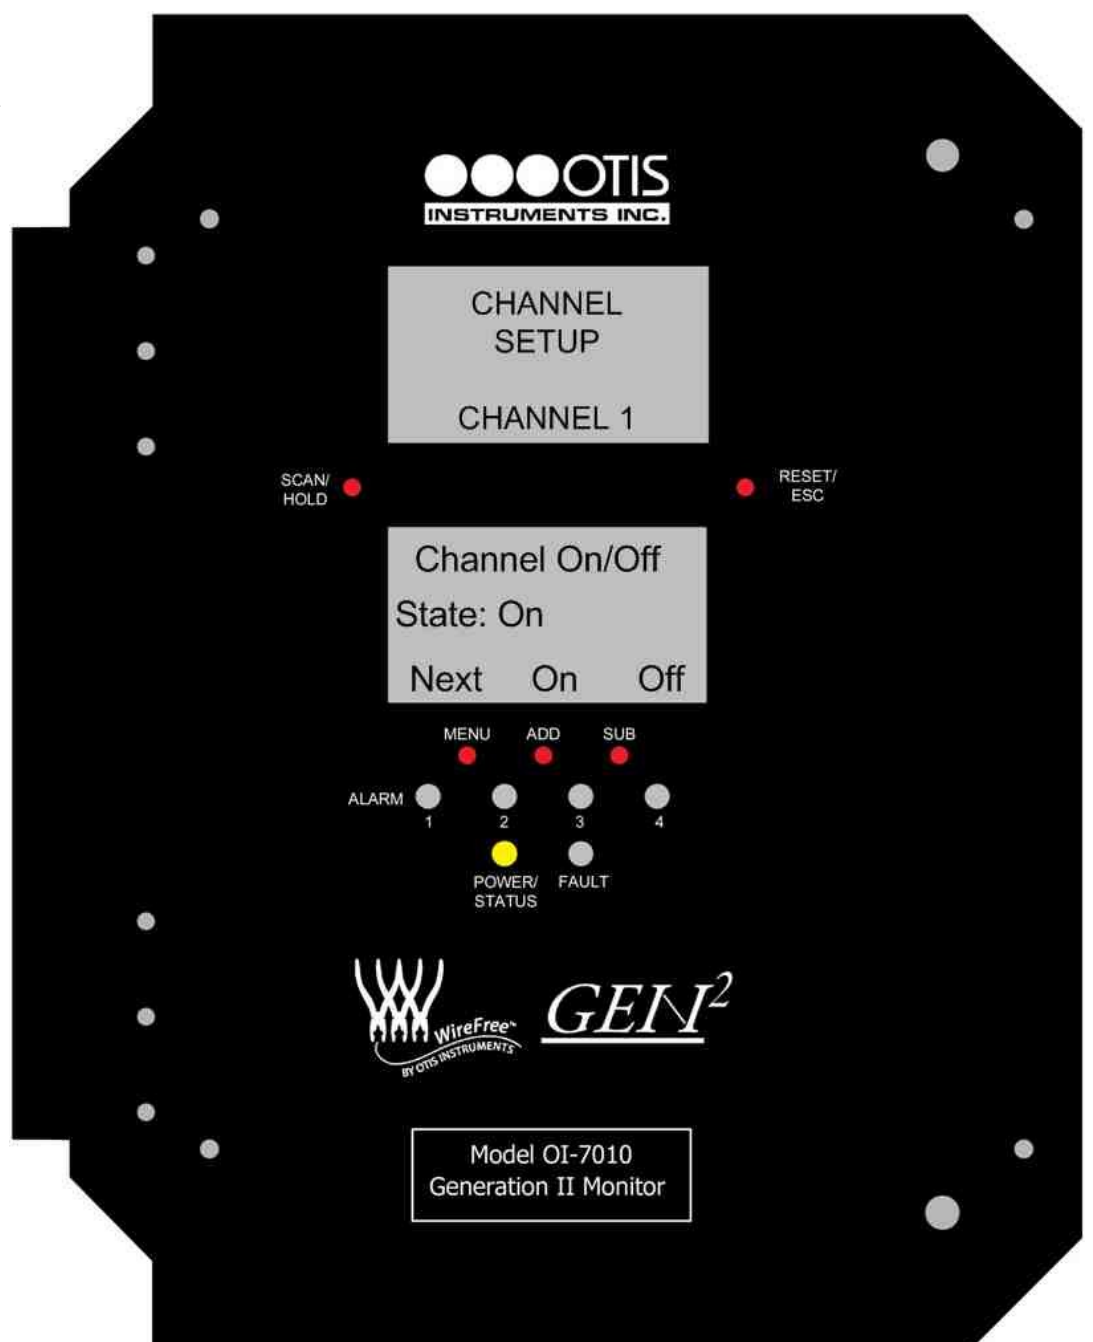 OTIS
INSTRUMENTS INC.
CHANNEL
SETUP
CHANNEL 1
SCAN/
HOLD
RESET/
ESC
Channel On/Off
State: On
Next On Off
MENU ADD SUB
ALARM
1 2 3 4
POWER/
STATUS
FAULT
WireFree™
BY OTIS INSTRUMENTS
GEN²
Model OI-7010
Generation II Monitor